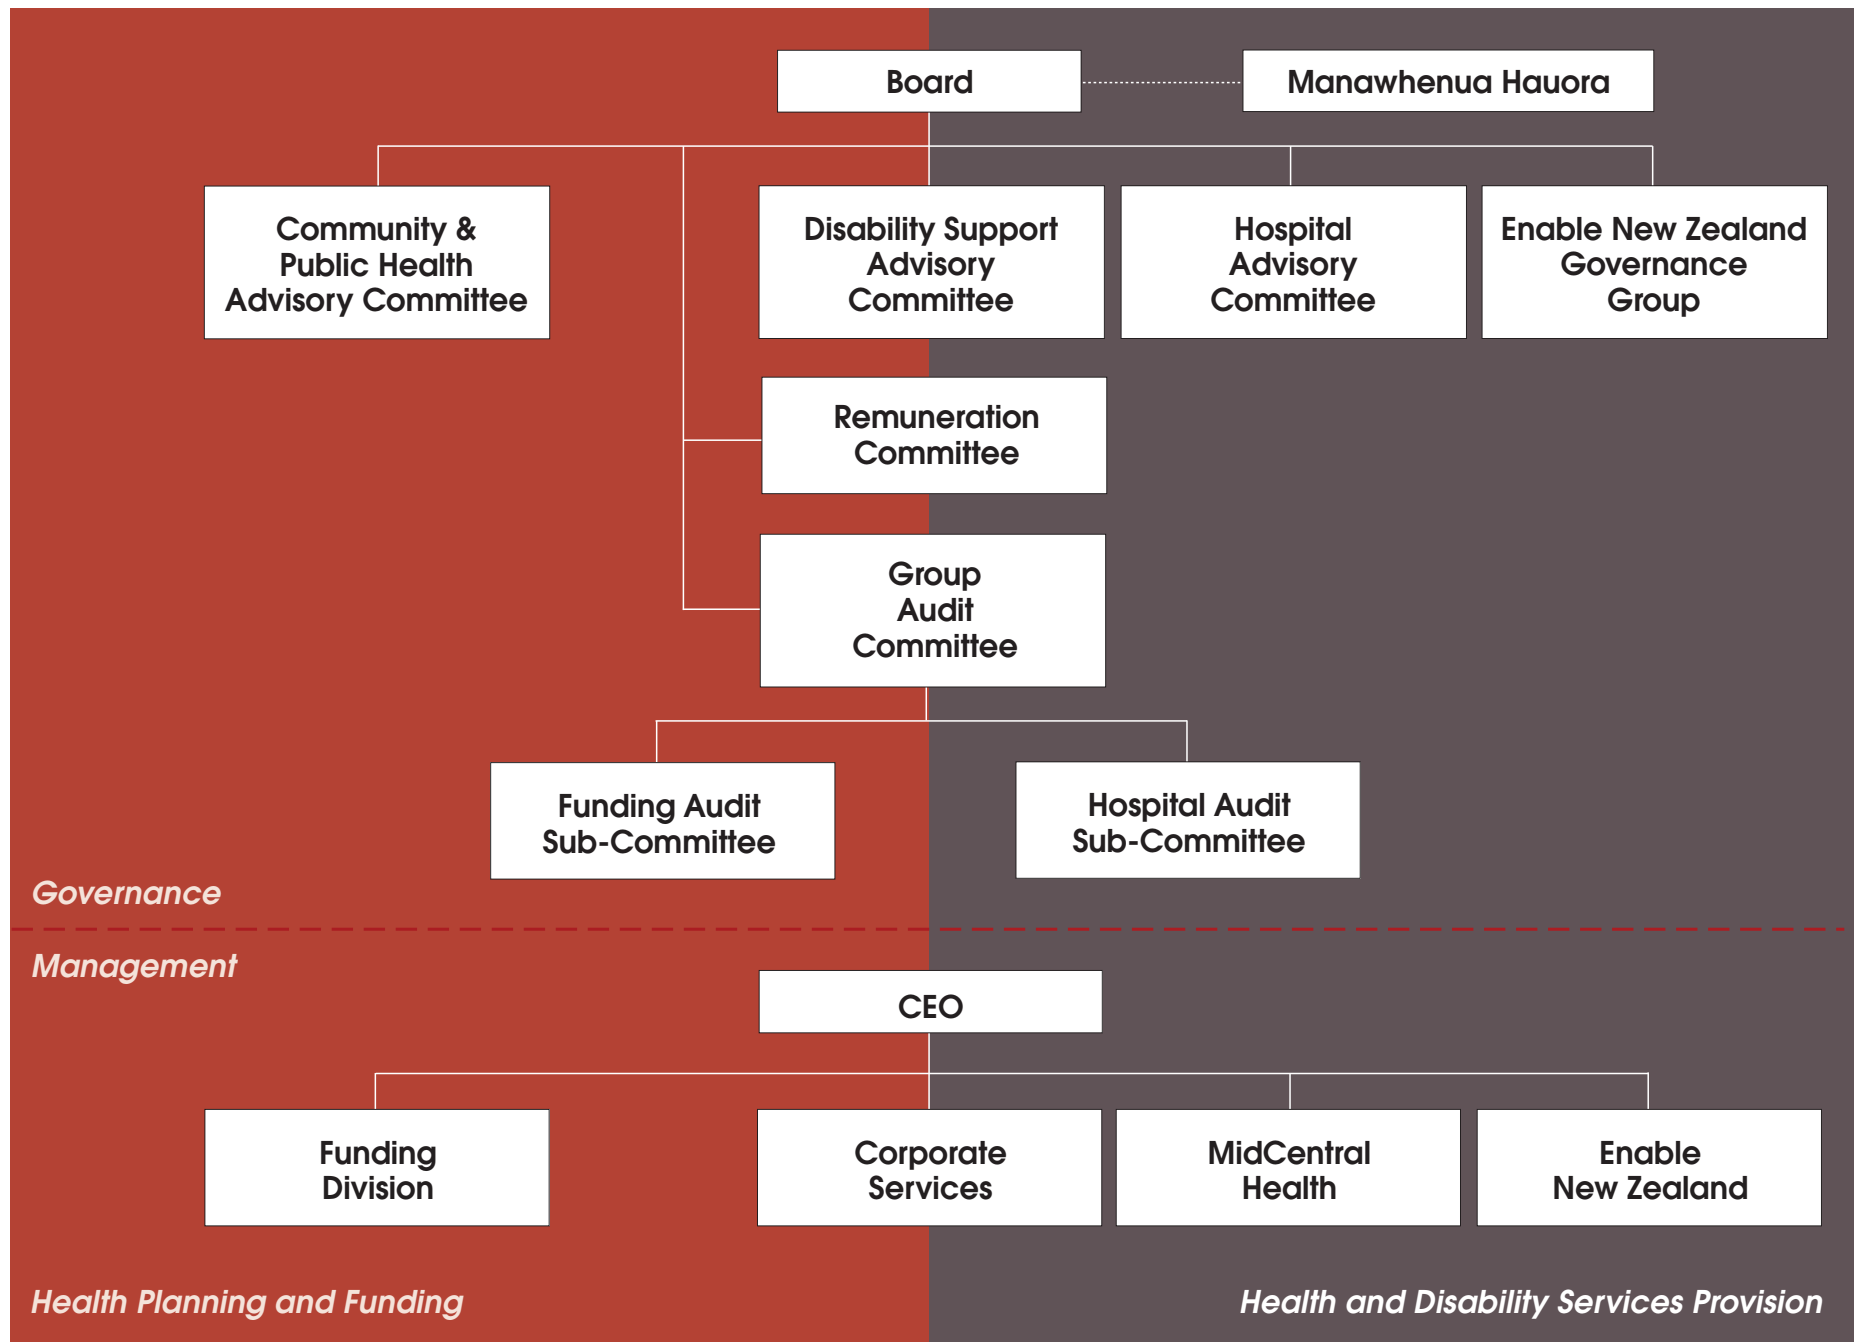 Board
Manawhenua Hauora
Community &
Public Health
Advisory Committee
Disability Support
Advisory
Committee
Hospital
Advisory
Committee
Enable New Zealand
Governance
Group
Remuneration
Committee
Group
Audit
Committee
Funding Audit
Sub-Committee
Hospital Audit
Sub-Committee
Governance
Management
CEO
Funding
Division
Corporate
Services
MidCentral
Health
Enable
New Zealand
Health Planning and Funding
Health and Disability Services Provision